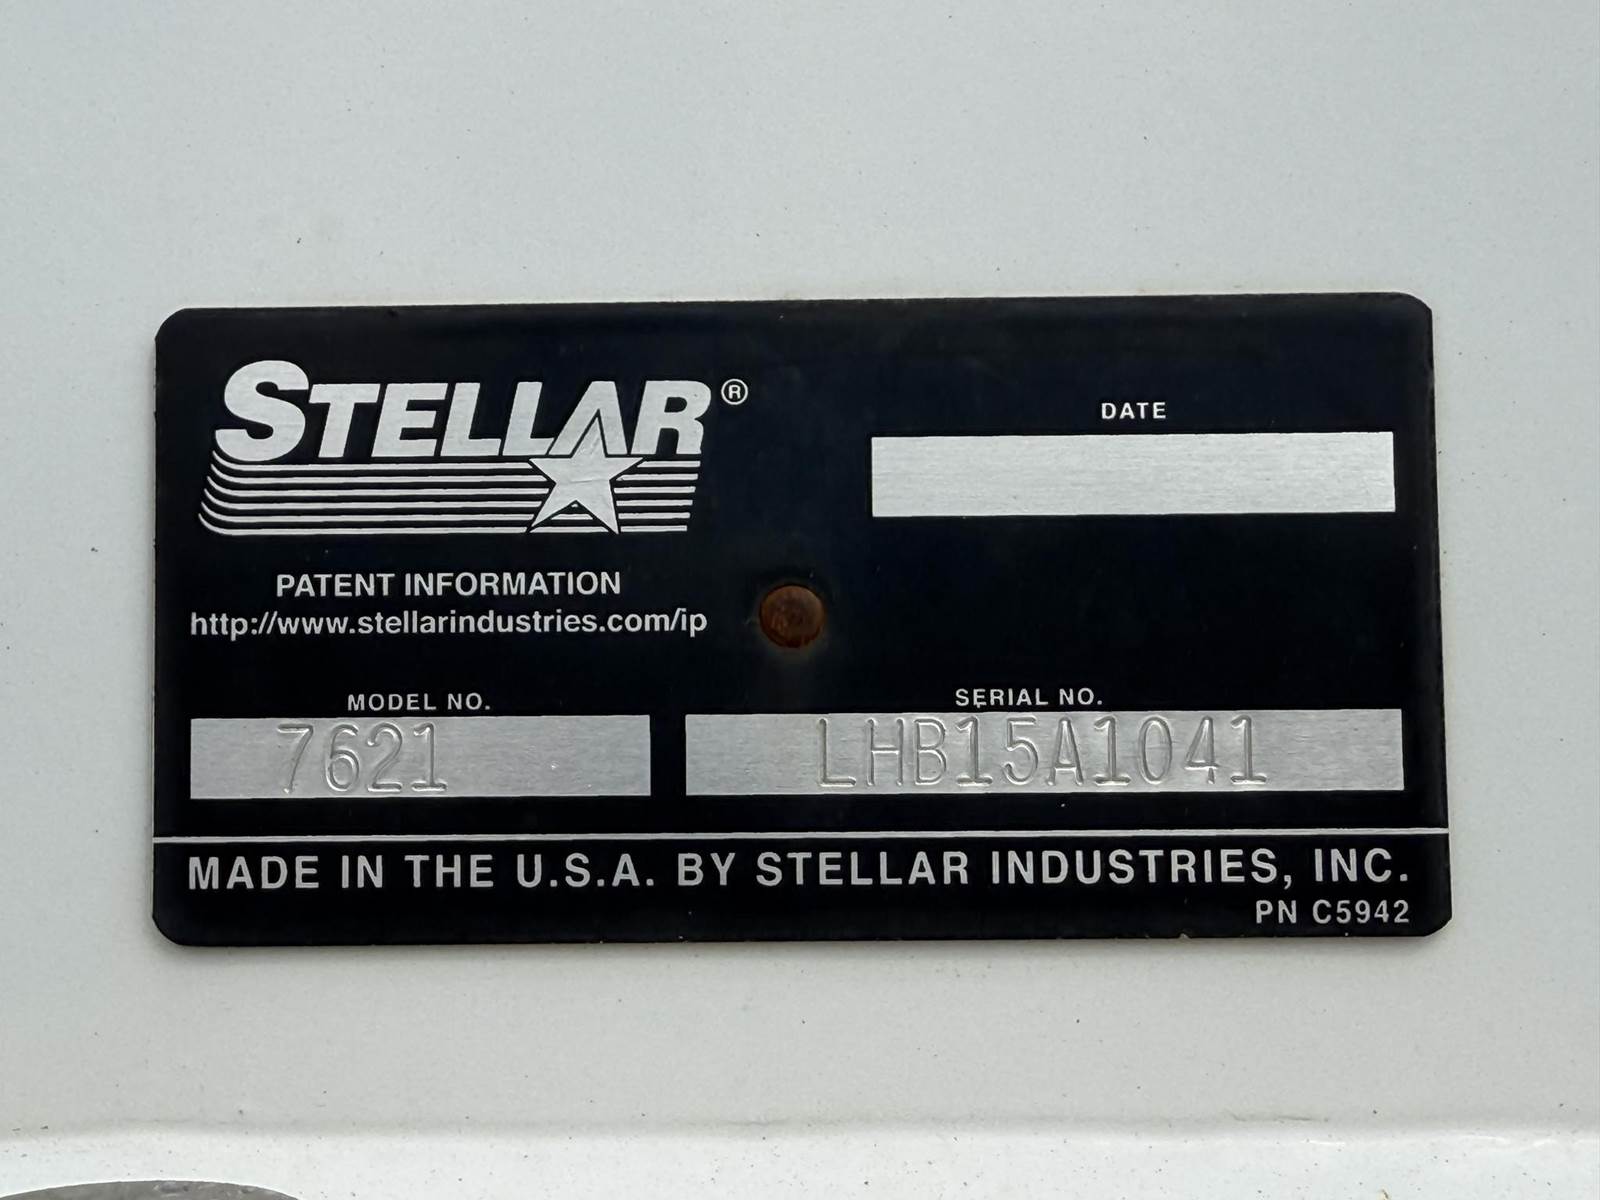 STELLAR®
DATE
PATENT INFORMATION
http://www.stellarindustries.com/ip
MODEL NO.
SERIAL NO.
7621
LHB15A1041
MADE IN THE U.S.A. BY STELLAR INDUSTRIES, INC.
PN C5942